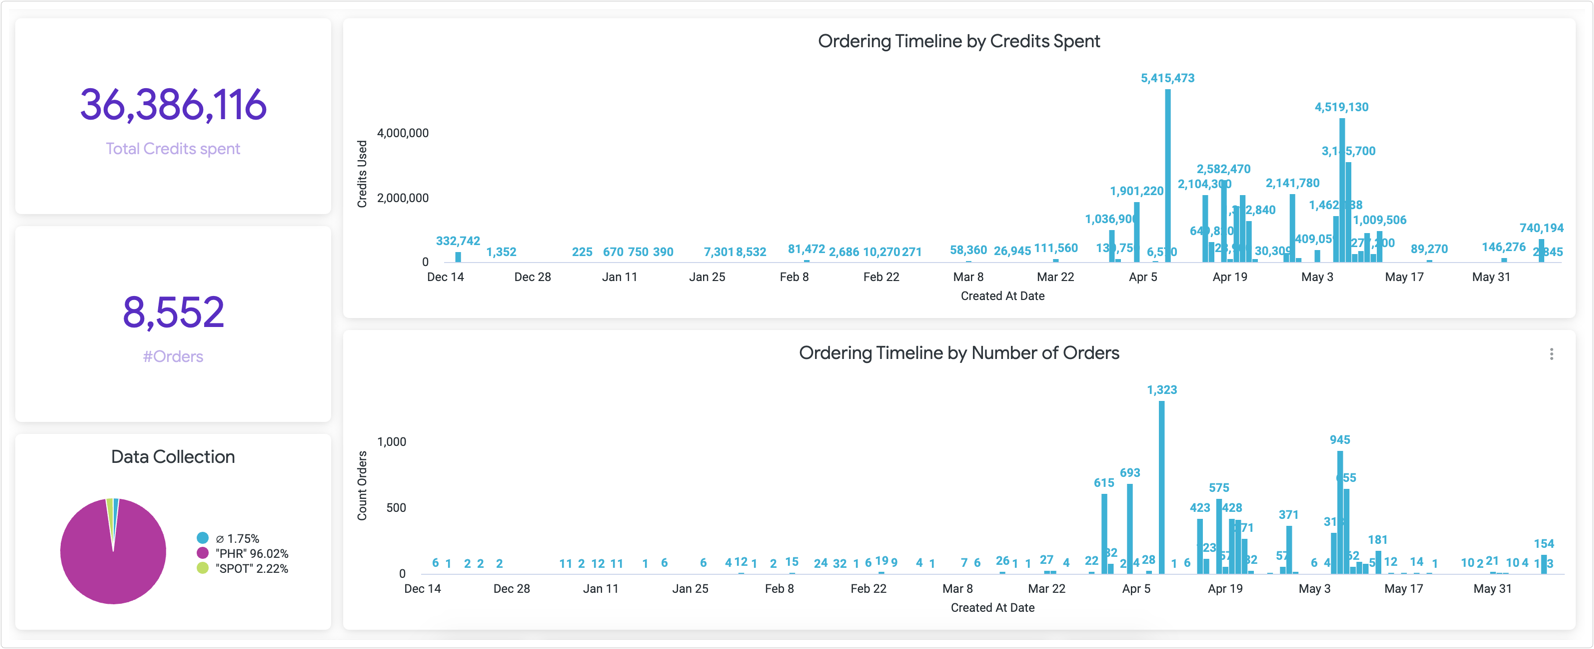 36,386,116
Total Credits spent
8,552
#Orders
Data Collection
∅ 1.75%
"PHR" 96.02%
"SPOT" 2.22%
Ordering Timeline by Credits Spent
Credits Used
4,000,000
2,000,000
0
332,742 1,352 225 670 750 390 7,301 8,532 81,472 2,686 10,270 271 58,360 26,945 111,560 1,036,900 1,901,220 5,415,473 2,104,300 2,582,470 30,309 2,141,780 4,519,130 1,009,506 89,270 146,276 740,194
Dec 14 Dec 28 Jan 11 Jan 25 Feb 8 Feb 22 Mar 8 Mar 22 Apr 5 Apr 19 May 3 May 17 May 31
Created At Date
Ordering Timeline by Number of Orders
Count Orders
1,000
500
0
6 1 2 2 2 11 2 12 11 1 6 6 4 12 1 2 15 24 32 1 6 19 9 4 1 7 6 26 1 1 27 4 22 615 693 28 1,323 1 6 423 575 428 371 6 945 181 12 14 1 10 2 21 10 4 154
Dec 14 Dec 28 Jan 11 Jan 25 Feb 8 Feb 22 Mar 8 Mar 22 Apr 5 Apr 19 May 3 May 17 May 31
Created At Date